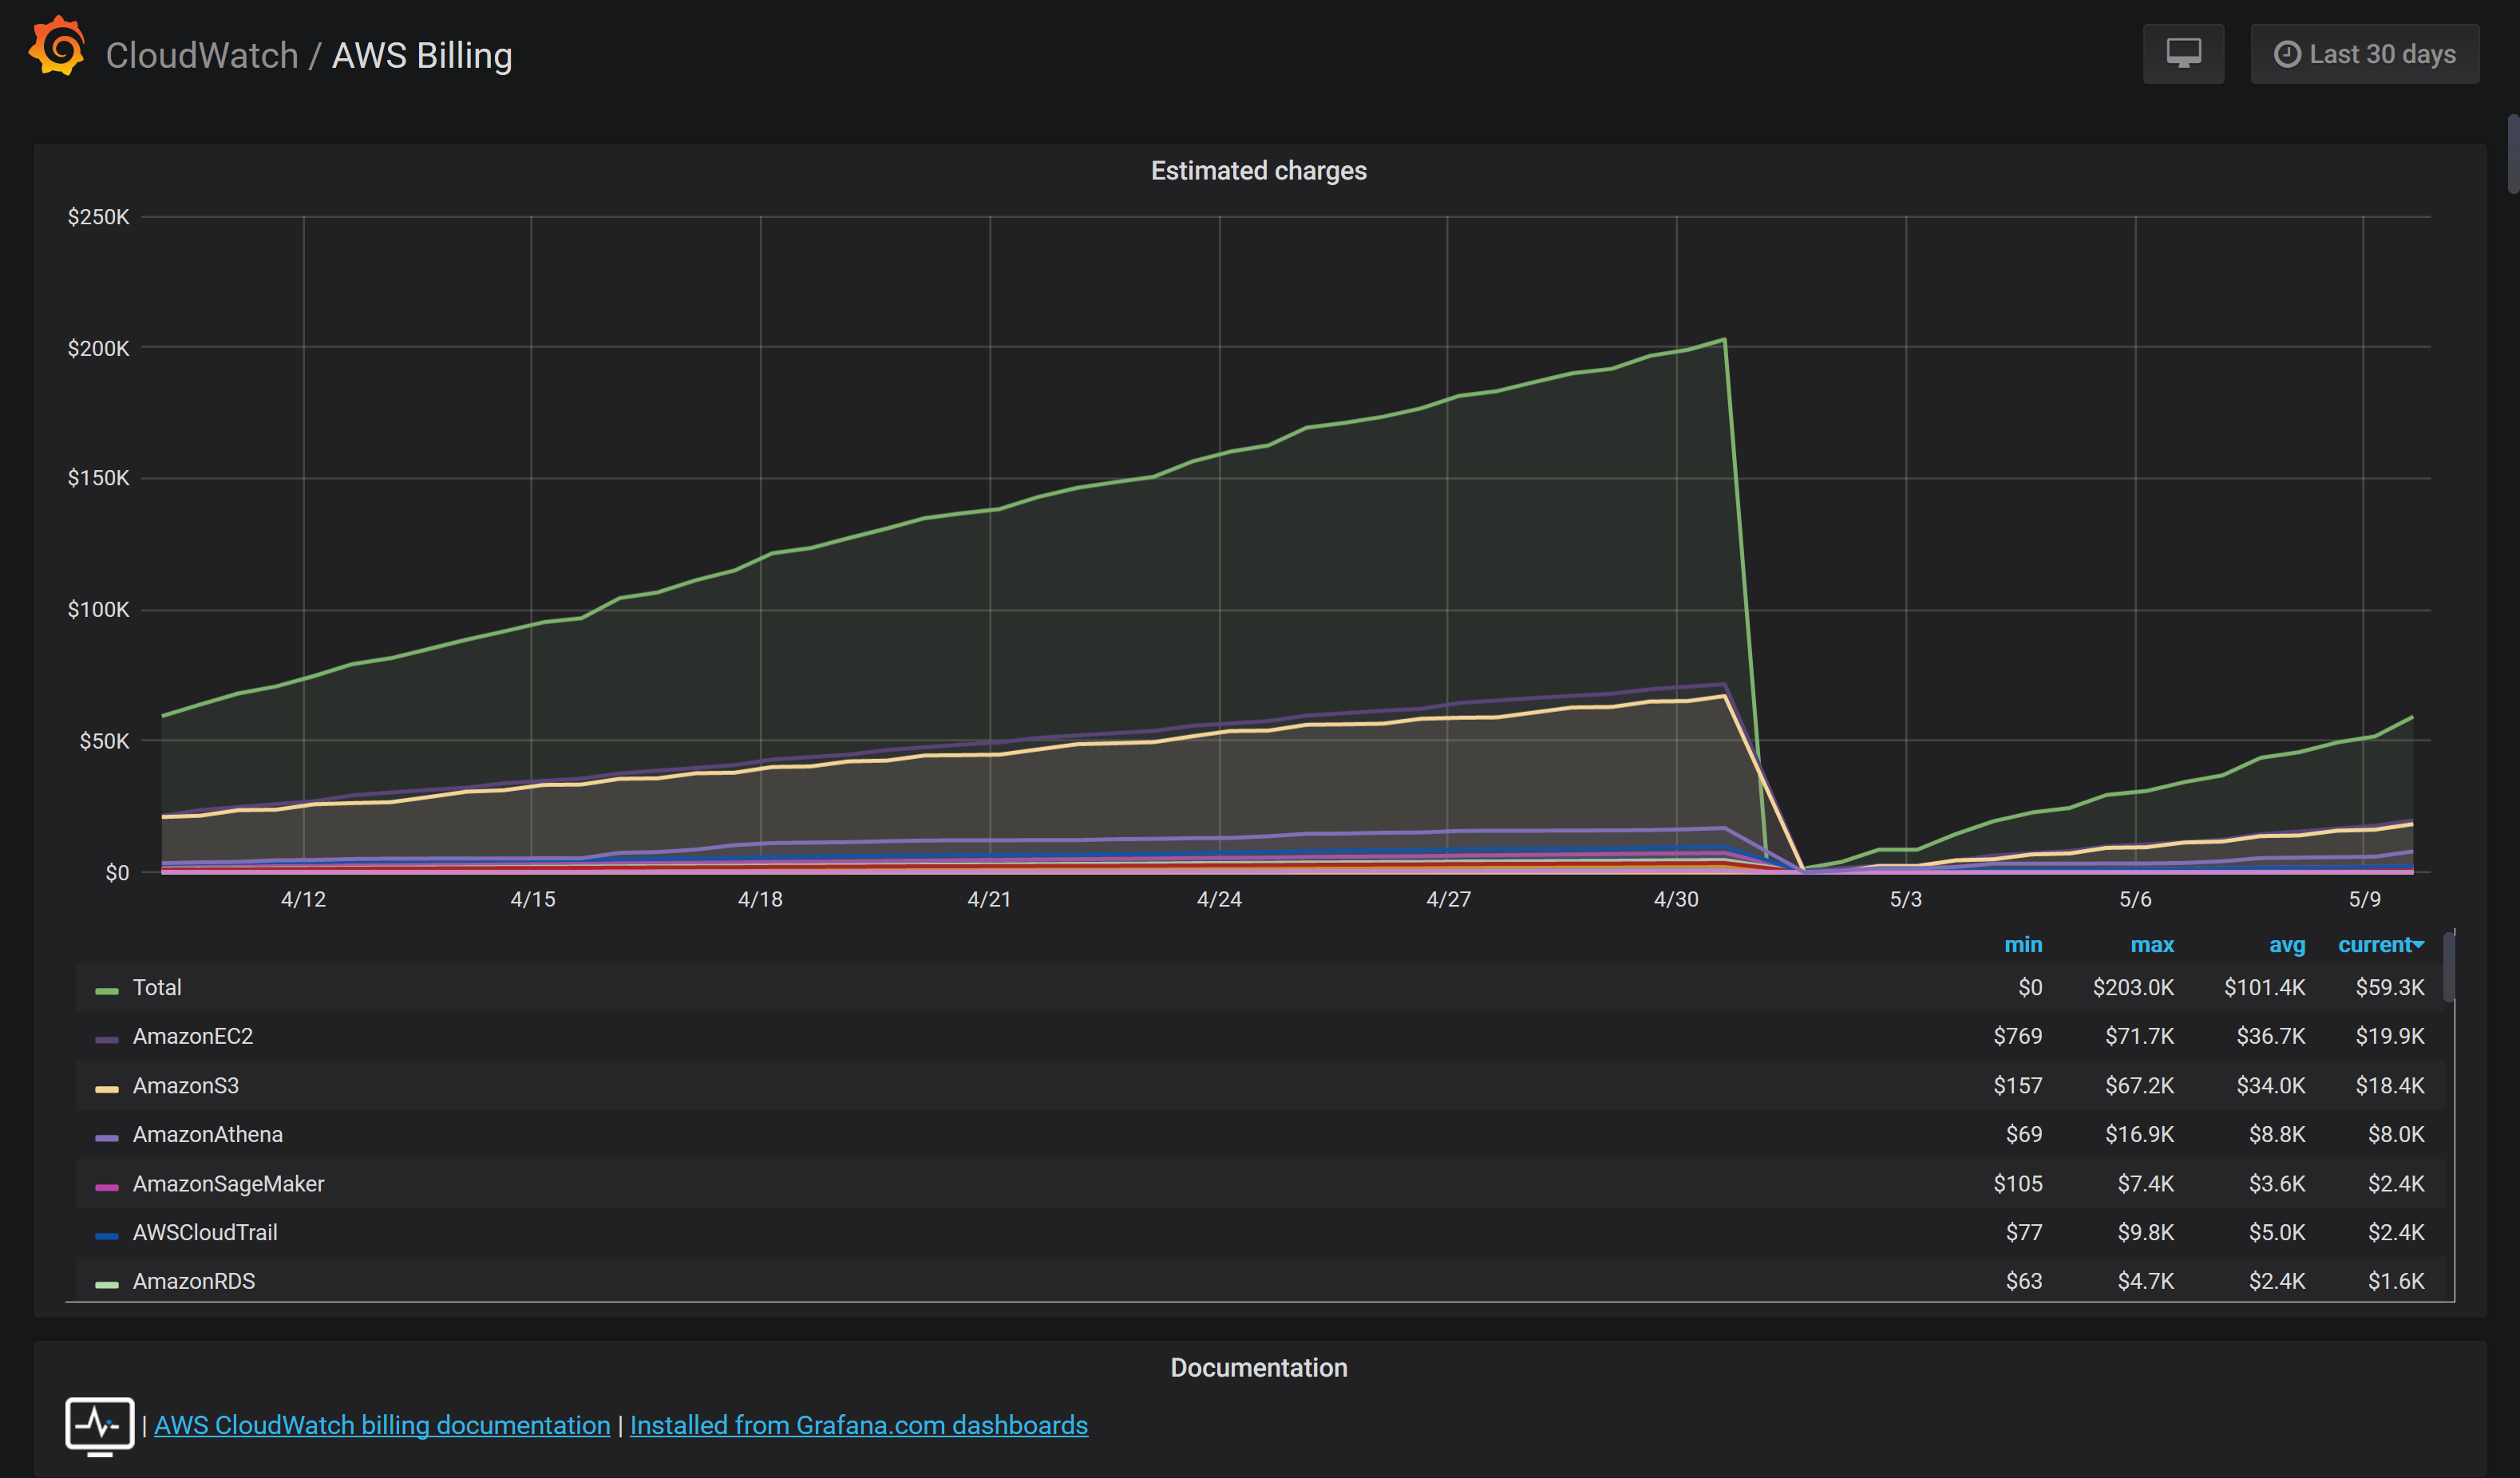 CloudWatch / AWS Billing
Last 30 days
Estimated charges
$250K
$200K
$150K
$100K
$50K
$0
4/12 4/15 4/18 4/21 4/24 4/27 4/30 5/3 5/6 5/9
min max avg current
Total $0 $203.0K $101.4K $59.3K
AmazonEC2 $769 $71.7K $36.7K $19.9K
AmazonS3 $157 $67.2K $34.0K $18.4K
AmazonAthena $69 $16.9K $8.8K $8.0K
AmazonSageMaker $105 $7.4K $3.6K $2.4K
AWSCloudTrail $77 $9.8K $5.0K $2.4K
AmazonRDS $63 $4.7K $2.4K $1.6K
Documentation
| AWS CloudWatch billing documentation | Installed from Grafana.com dashboards